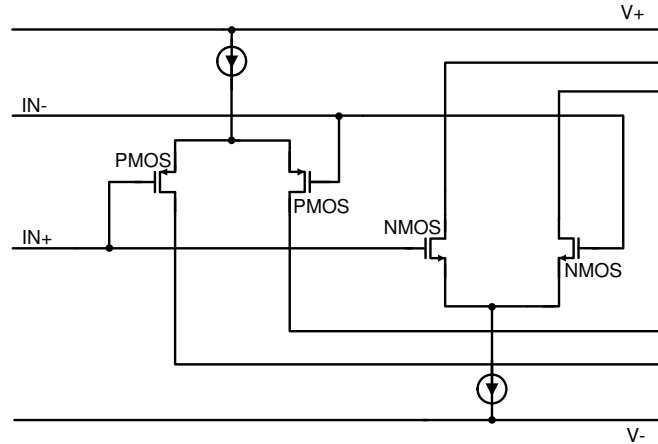 V+
IN-
PMOS
PMOS
NMOS
IN+
NMOS
V-